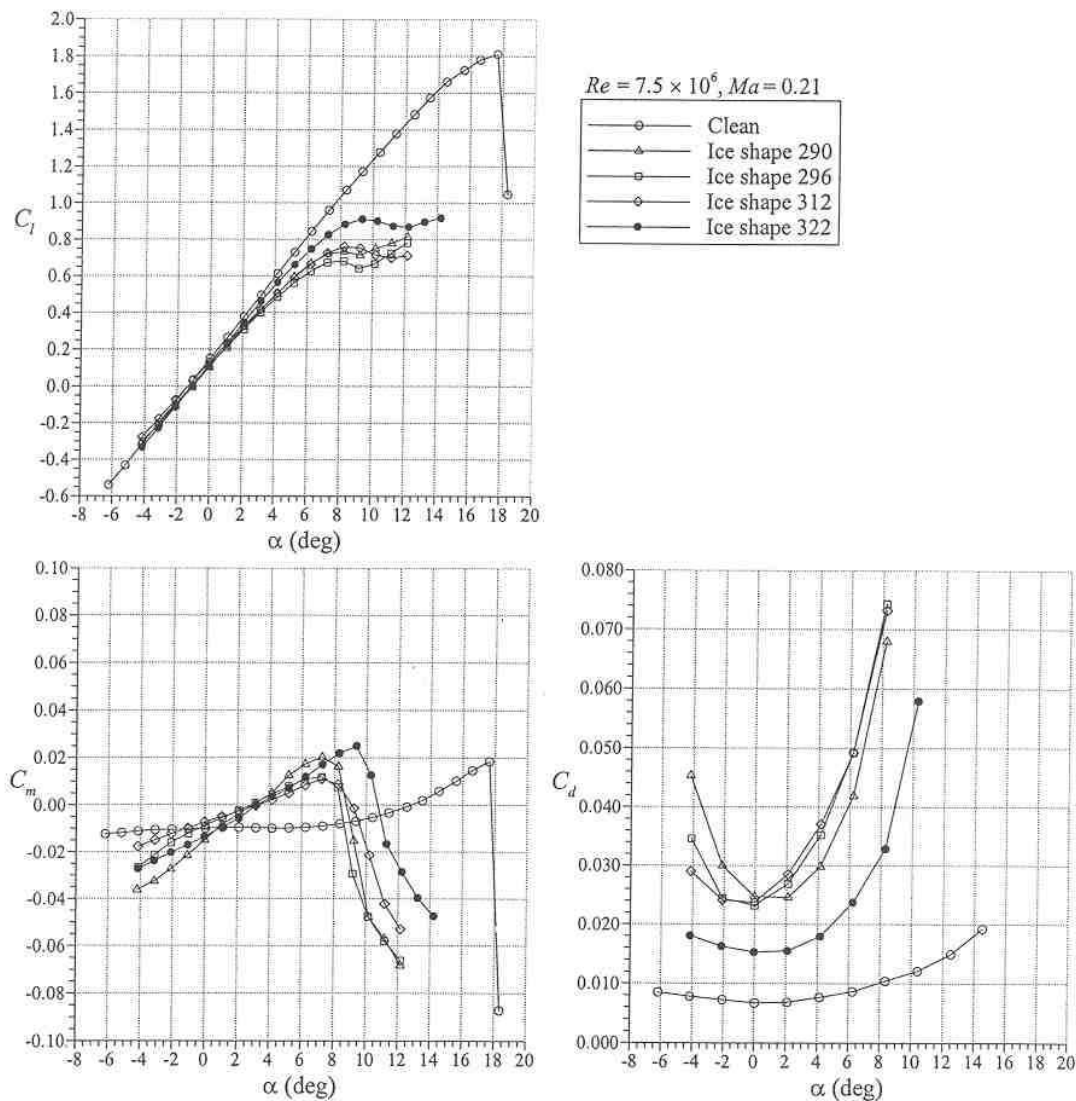 2.0
1.8
1.6
1.4
1.2
1.0
0.8
0.6
0.4
0.2
0.0
-0.2
-0.4
-0.6
C_l
-8 -6 -4 -2 0 2 4 6 8 10 12 14 16 18 20
α (deg)
Re = 7.5 × 10⁶, Ma = 0.21
Clean
Ice shape 290
Ice shape 296
Ice shape 312
Ice shape 322
0.10
0.08
0.06
0.04
0.02
0.00
-0.02
-0.04
-0.06
-0.08
-0.10
C_m
-8 -6 -4 -2 0 2 4 6 8 10 12 14 16 18 20
α (deg)
0.080
0.070
0.060
0.050
0.040
0.030
0.020
0.010
0.000
C_d
-8 -6 -4 -2 0 2 4 6 8 10 12 14 16 18 20
α (deg)